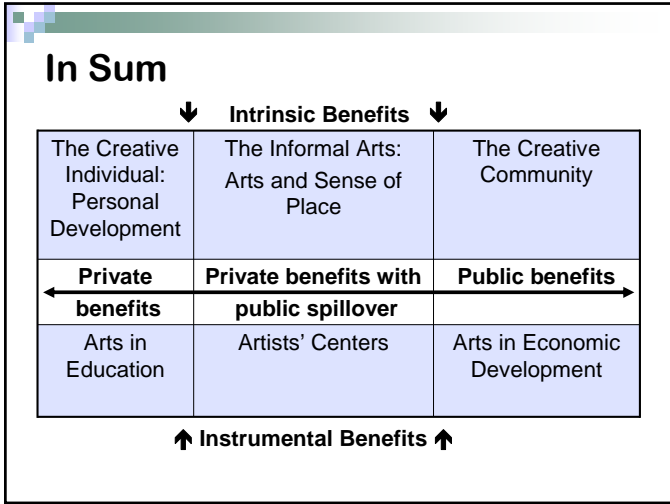 In Sum
Intrinsic Benefits
The Creative
Individual:
Personal
Development
The Informal Arts:
Arts and Sense of
Place
The Creative
Community
Private
benefits
Private benefits with
public spillover
Public benefits
Arts in
Education
Artists’ Centers
Arts in Economic
Development
Instrumental Benefits